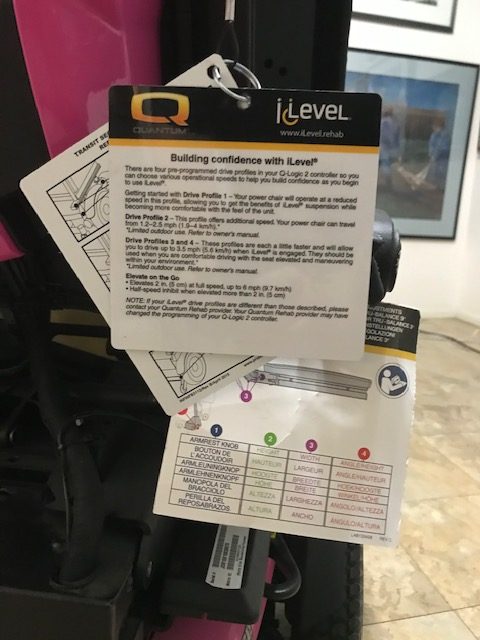 TRANSIT SE
QUANTUM
iLEVEL®
www.iLevel.rehab
Building confidence with iLevel®
There are four pre-programmed drive profiles in your Q-Logic 2 controller so you
can choose various operational speeds to help you build confidence as you begin
to use iLevel®.
Getting started with Drive Profile 1 – Your power chair will operate at a reduced
speed in this profile, allowing you to get the benefits of iLevel® suspension while
becoming more comfortable with the feel of the unit.
Drive Profile 2 – This profile offers additional speed. Your power chair can travel
from 1.2–2.5 mph (1.9–4 km/h).*
*Limited outdoor use. Refer to owner's manual.
Drive Profiles 3 and 4 – These profiles are each a little faster and will allow
you to drive up to 3.5 mph (5.6 km/h) when iLevel® is engaged. They should be
used when you are comfortable driving with the seat elevated and maneuvering
within your environment.*
*Limited outdoor use. Refer to owner's manual.
Elevate on the Go
• Elevates 2 in. (5 cm) at full speed, up to 6 mph (9.7 km/h)
• Half-speed inhibit when elevated more than 2 in. (5 cm)
NOTE: If your iLevel® drive profiles are different than those described, please
contact your Quantum Rehab provider. Your Quantum Rehab provider may have
changed the programming of your Q-Logic 2 controller.
3
1 2 3 4
ARMREST KNOB HEIGHT WIDTH ANGLE/HEIGHT
BOUTON DE L'ACCOUDOIR HAUTEUR LARGEUR ANGLE/HAUTEUR
ARMLEUNINGKNOP HOOGTE BREEDTE HOEK/HOOGTE
ARMLEHNENKNOPF HÖHE BREITE WINKEL/HÖHE
MANOPOLA DEL BRACCIOLO ALTEZZA LARGHEZZA ANGOLO/ALTEZZA
PERILLA DEL REPOSABRAZOS ALTURA ANCHO ÁNGULO/ALTURA